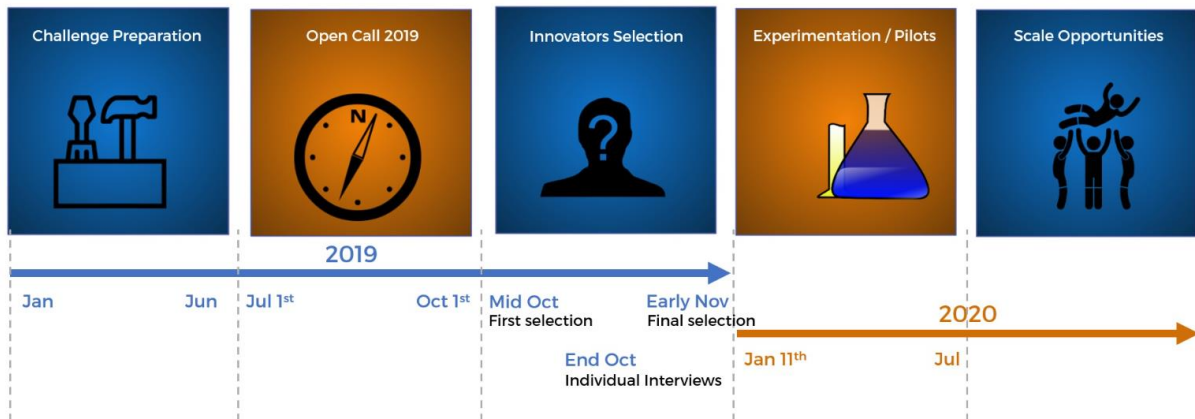 Challenge Preparation
Open Call 2019
Innovators Selection
Experimentation / Pilots
Scale Opportunities
N
?
2019
Jan
Jun
Jul 1st
Oct 1st
Mid Oct
First selection
Early Nov
Final selection
End Oct
Individual Interviews
2020
Jan 11th
Jul